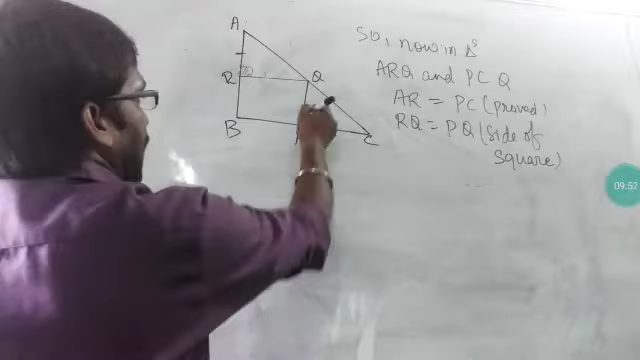 A
R
Q
B
C
So, now in Δs
ARQ and PCQ
AR = PC (proved)
RQ = PQ (side of
square)
09:52